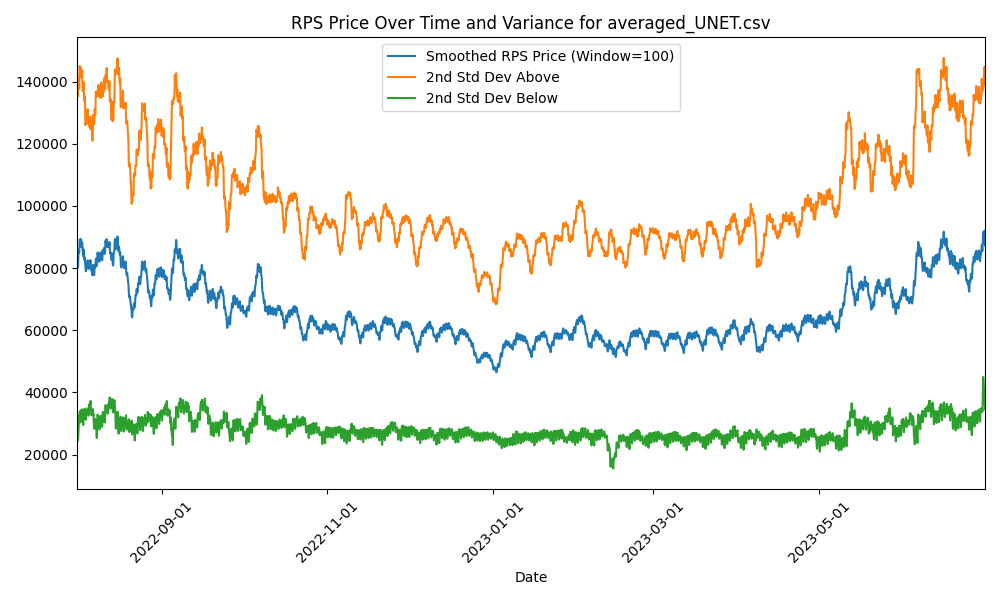 RPS Price Over Time and Variance for averaged_UNET.csv
Smoothed RPS Price (Window=100)
2nd Std Dev Above
2nd Std Dev Below
140000
120000
100000
80000
60000
40000
20000
2022-09-01
2022-11-01
2023-01-01
2023-03-01
2023-05-01
Date